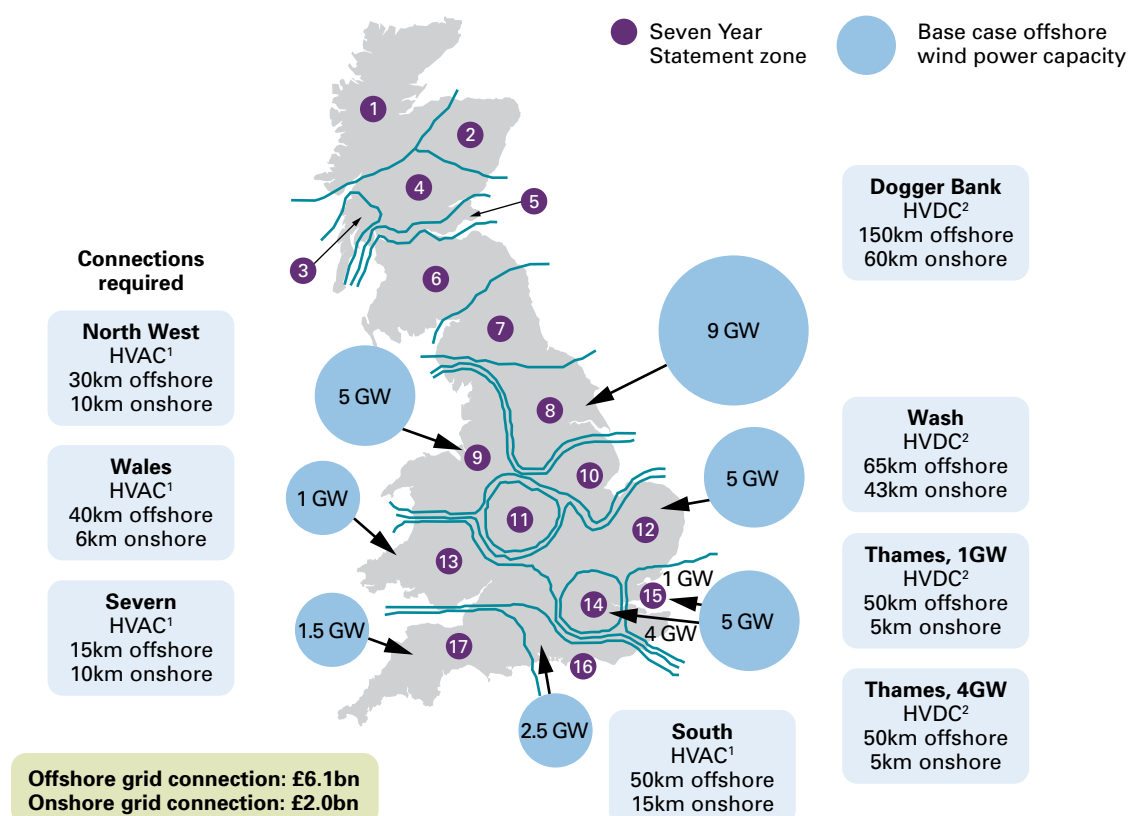 Seven Year
Statement zone
Base case offshore
wind power capacity
1
2
4
5
3
6
7
8
9
10
11
12
13
14
15
16
17
9 GW
5 GW
5 GW
1 GW
1 GW
5 GW
4 GW
1.5 GW
2.5 GW
Connections
required
North West
HVAC¹
30km offshore
10km onshore
Wales
HVAC¹
40km offshore
6km onshore
Severn
HVAC¹
15km offshore
10km onshore
Dogger Bank
HVDC²
150km offshore
60km onshore
Wash
HVDC²
65km offshore
43km onshore
Thames, 1GW
HVDC²
50km offshore
5km onshore
Thames, 4GW
HVDC²
50km offshore
5km onshore
South
HVAC¹
50km offshore
15km onshore
Offshore grid connection: £6.1bn
Onshore grid connection: £2.0bn